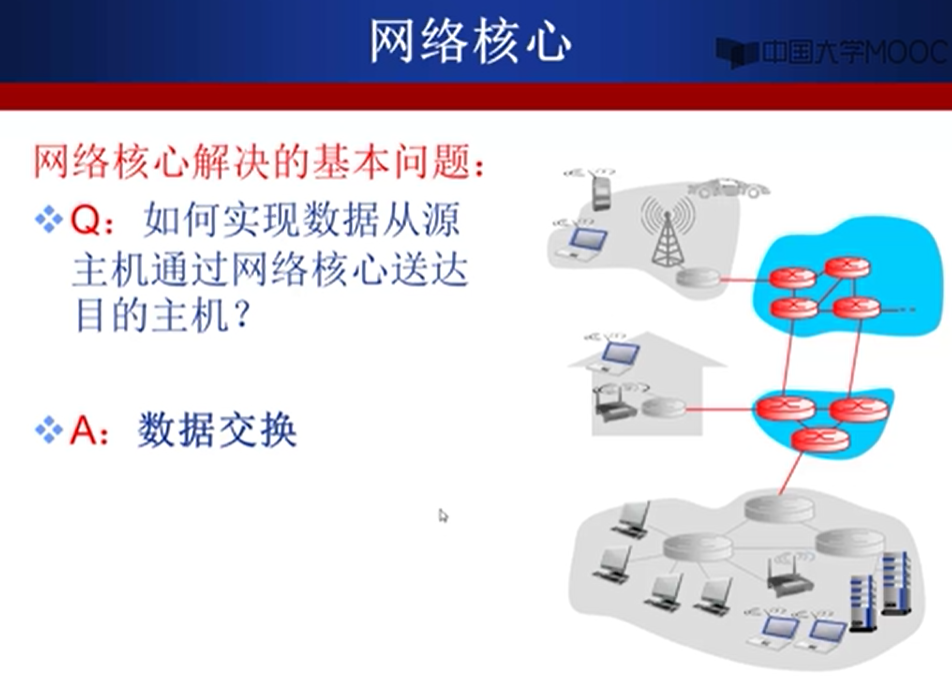 网络核心
中国大学MOOC
网络核心解决的基本问题：
Q：如何实现数据从源
主机通过网络核心送达
目的主机？
A：数据交换